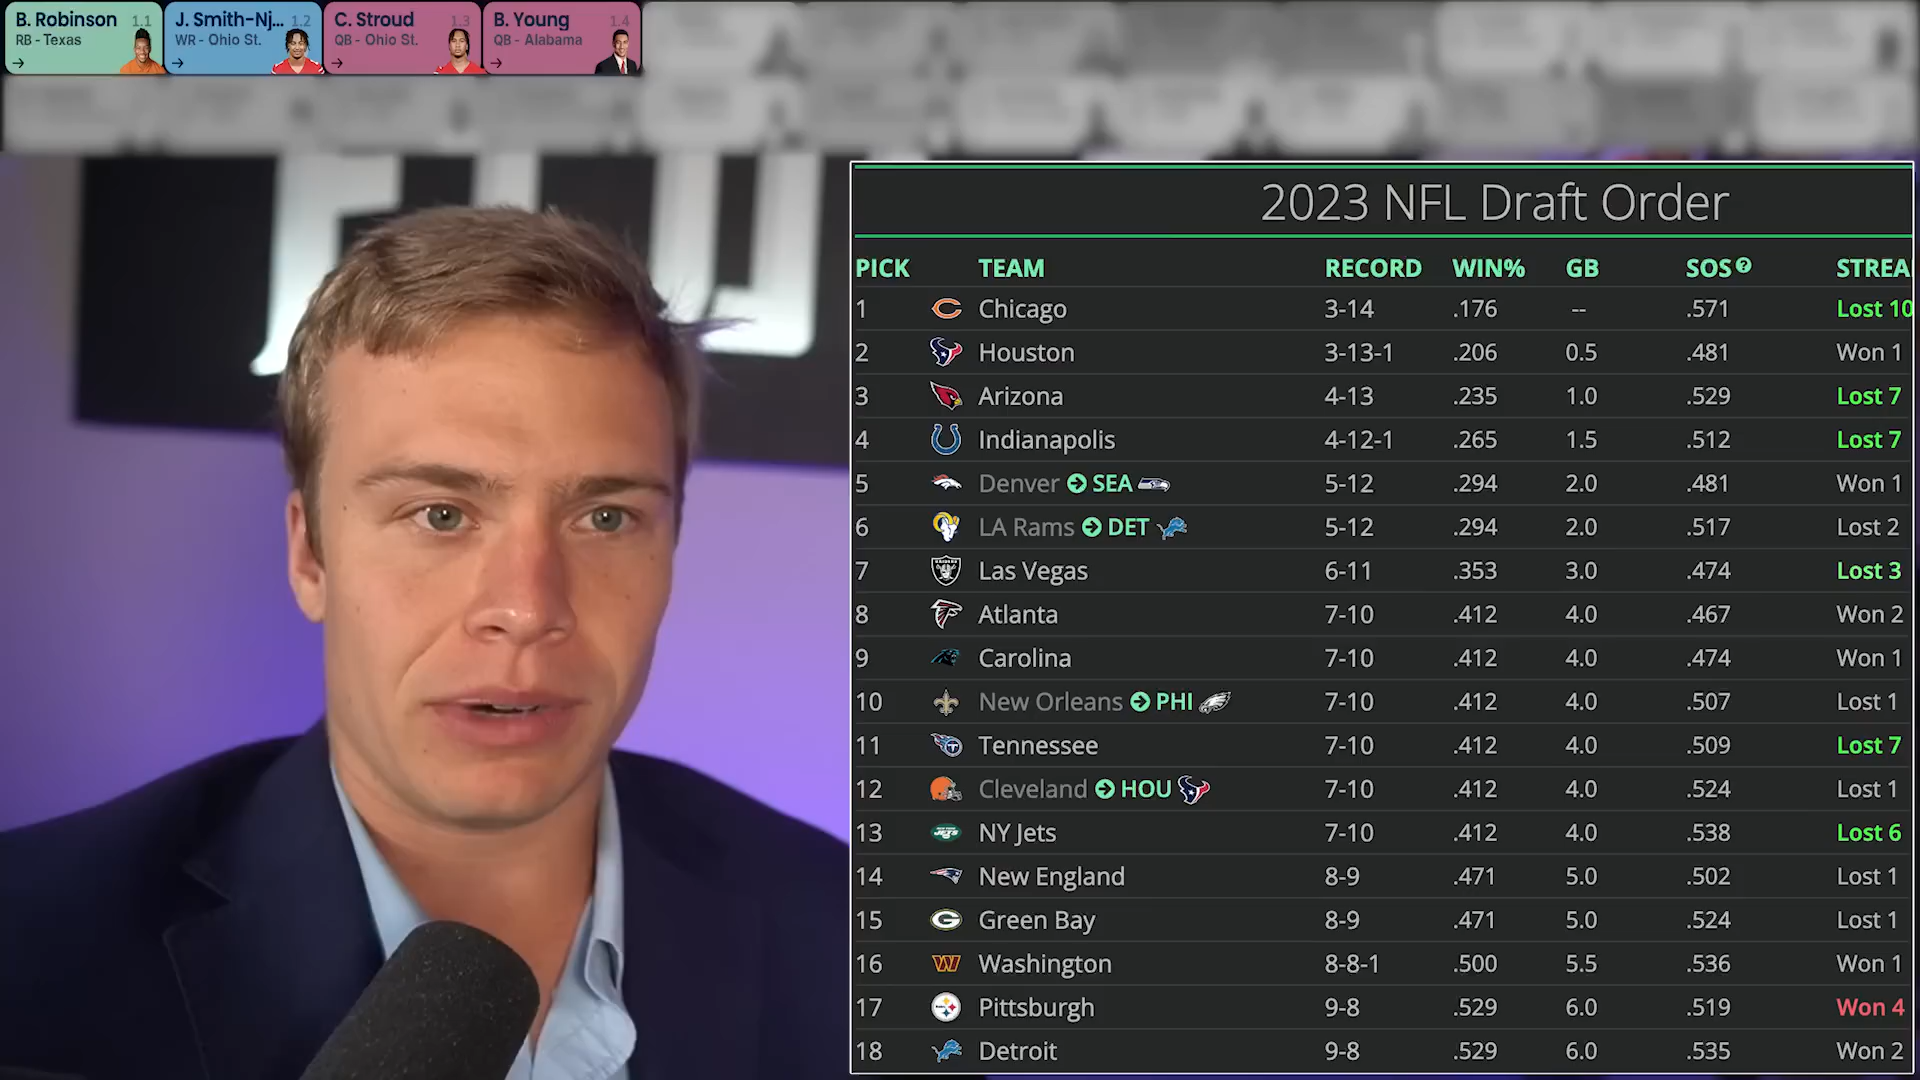 B. Robinson 1.1
RB - Texas
J. Smith-Nj... 1.2
WR - Ohio St.
C. Stroud 1.3
QB - Ohio St.
B. Young 1.4
QB - Alabama
2023 NFL Draft Order
PICK TEAM RECORD WIN% GB SOS STREA
1 Chicago 3-14 .176 -- .571 Lost 10
2 Houston 3-13-1 .206 0.5 .481 Won 1
3 Arizona 4-13 .235 1.0 .529 Lost 7
4 Indianapolis 4-12-1 .265 1.5 .512 Lost 7
5 Denver SEA 5-12 .294 2.0 .481 Won 1
6 LA Rams DET 5-12 .294 2.0 .517 Lost 2
7 Las Vegas 6-11 .353 3.0 .474 Lost 3
8 Atlanta 7-10 .412 4.0 .467 Won 2
9 Carolina 7-10 .412 4.0 .474 Won 1
10 New Orleans PHI 7-10 .412 4.0 .507 Lost 1
11 Tennessee 7-10 .412 4.0 .509 Lost 7
12 Cleveland HOU 7-10 .412 4.0 .524 Lost 1
13 NY Jets 7-10 .412 4.0 .538 Lost 6
14 New England 8-9 .471 5.0 .502 Lost 1
15 Green Bay 8-9 .471 5.0 .524 Lost 1
16 Washington 8-8-1 .500 5.5 .536 Won 1
17 Pittsburgh 9-8 .529 6.0 .519 Won 4
18 Detroit 9-8 .529 6.0 .535 Won 2